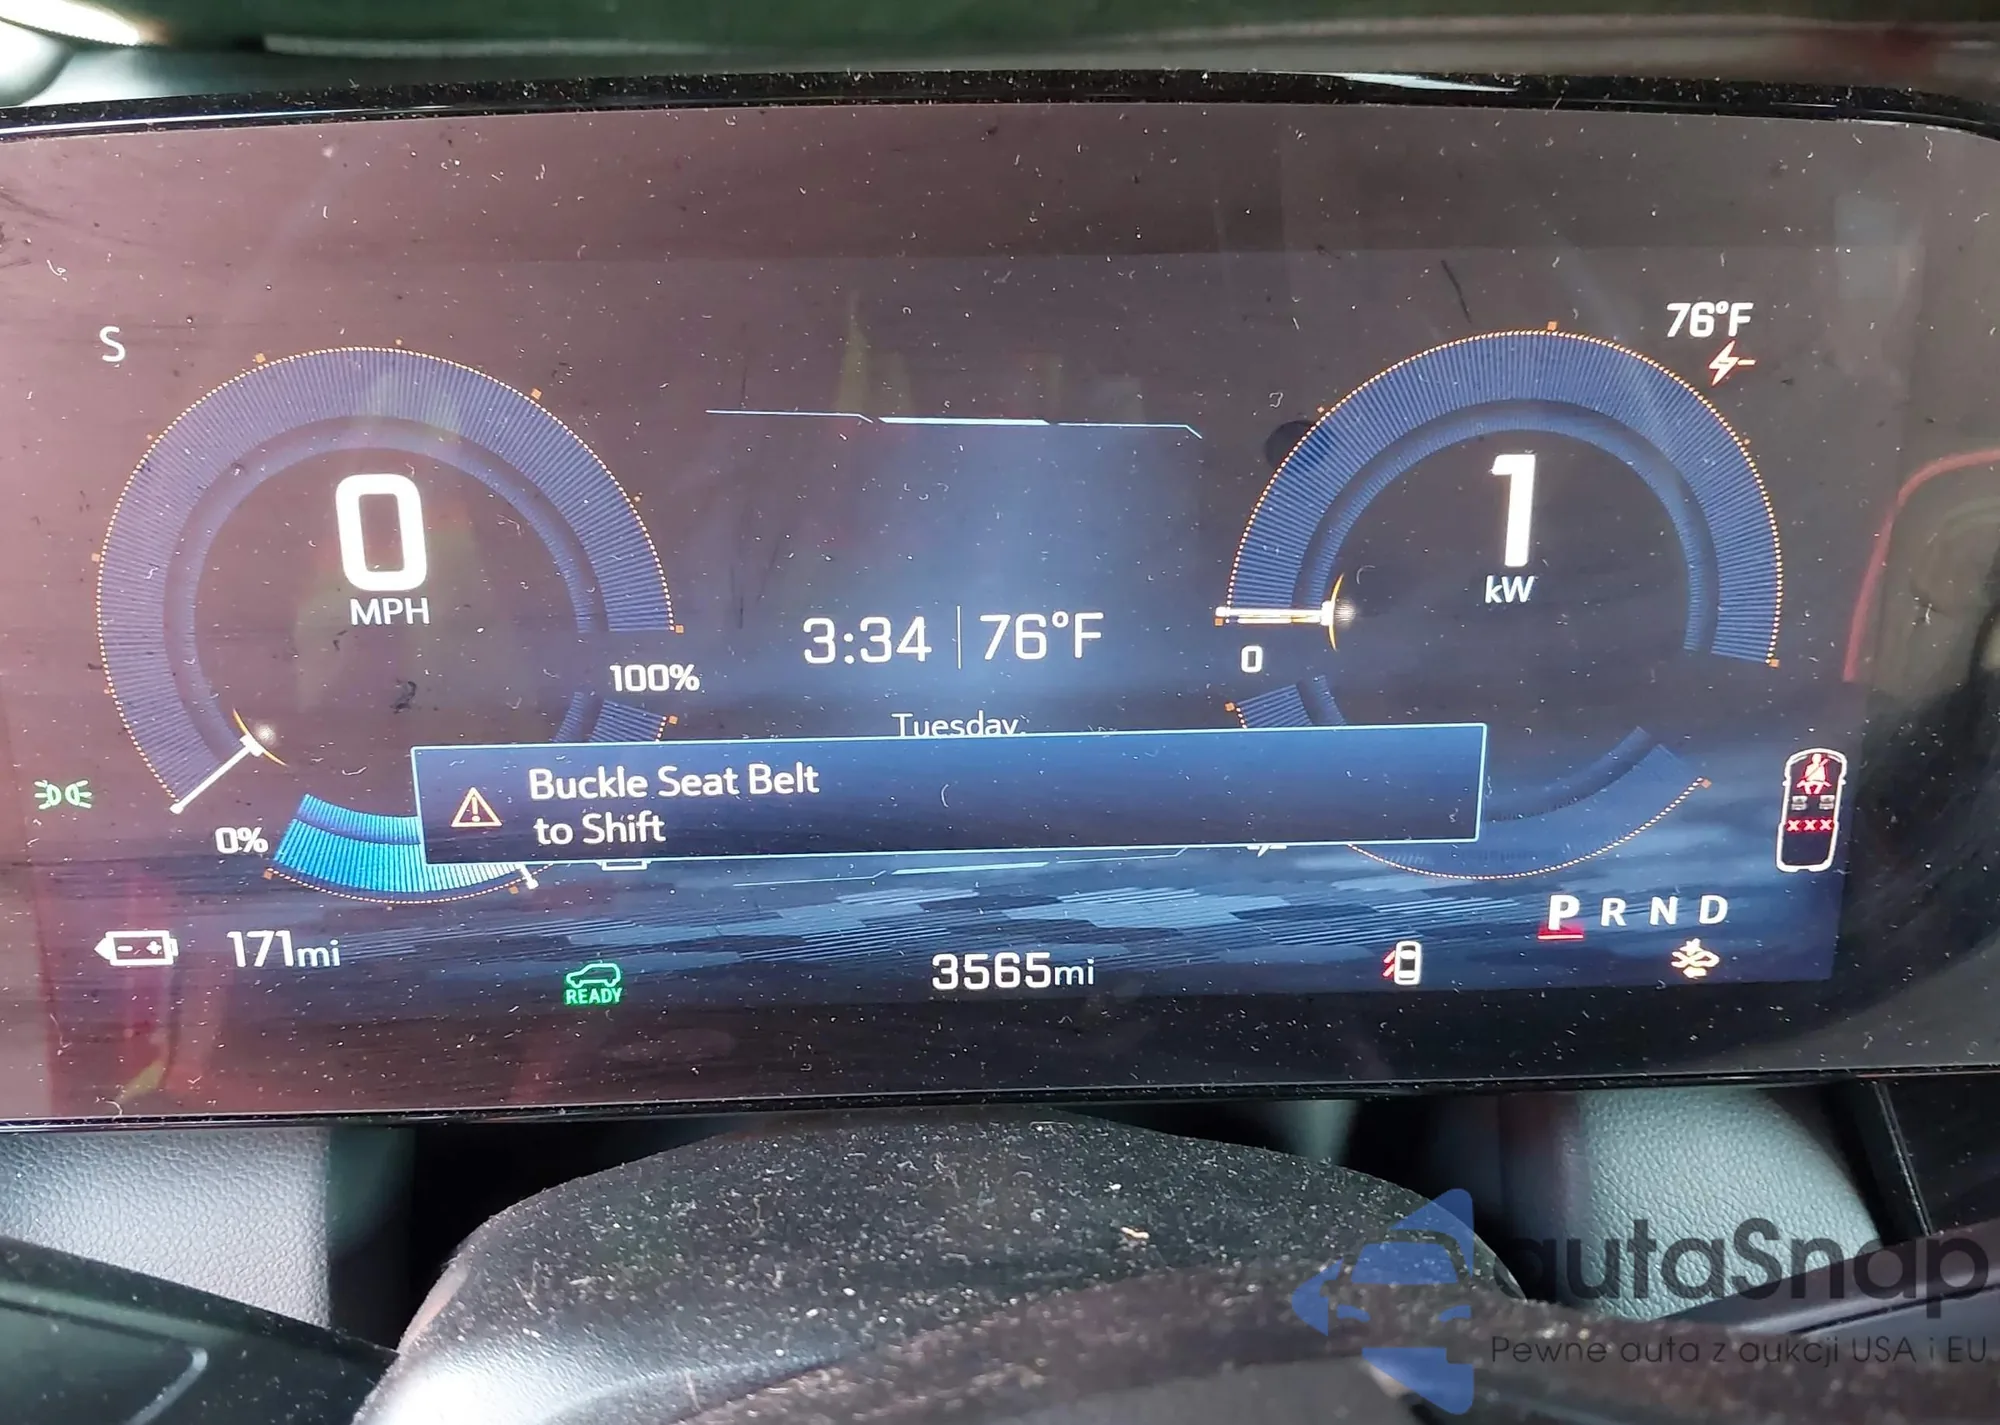 S
76°F
0
MPH
1
kW
3:34 76°F
0
100%
Tuesday
Buckle Seat Belt
to Shift
0%
P R N D
171mi
READY
3565mi
autaSnap
Pewne auta z aukcji USA i EU